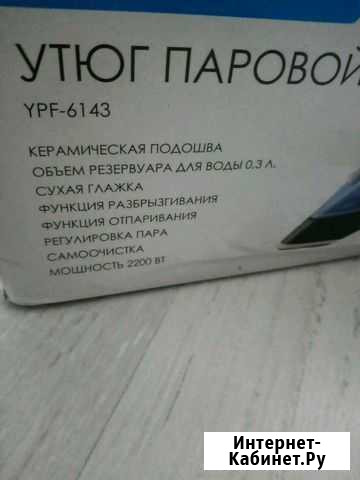 УТЮГ ПАРОВОЙ
YPF-6143
КЕРАМИЧЕСКАЯ ПОДОШВА
ОБЪЕМ РЕЗЕРВУАРА ДЛЯ ВОДЫ 0,3 Л.
СУХАЯ ГЛАЖКА
ФУНКЦИЯ РАЗБРЫЗГИВАНИЯ
ФУНКЦИЯ ОТПАРИВАНИЯ
РЕГУЛИРОВКА ПАРА
САМООЧИСТКА
МОЩНОСТЬ 2200 ВТ
Интернет-
Кабинет.Ру